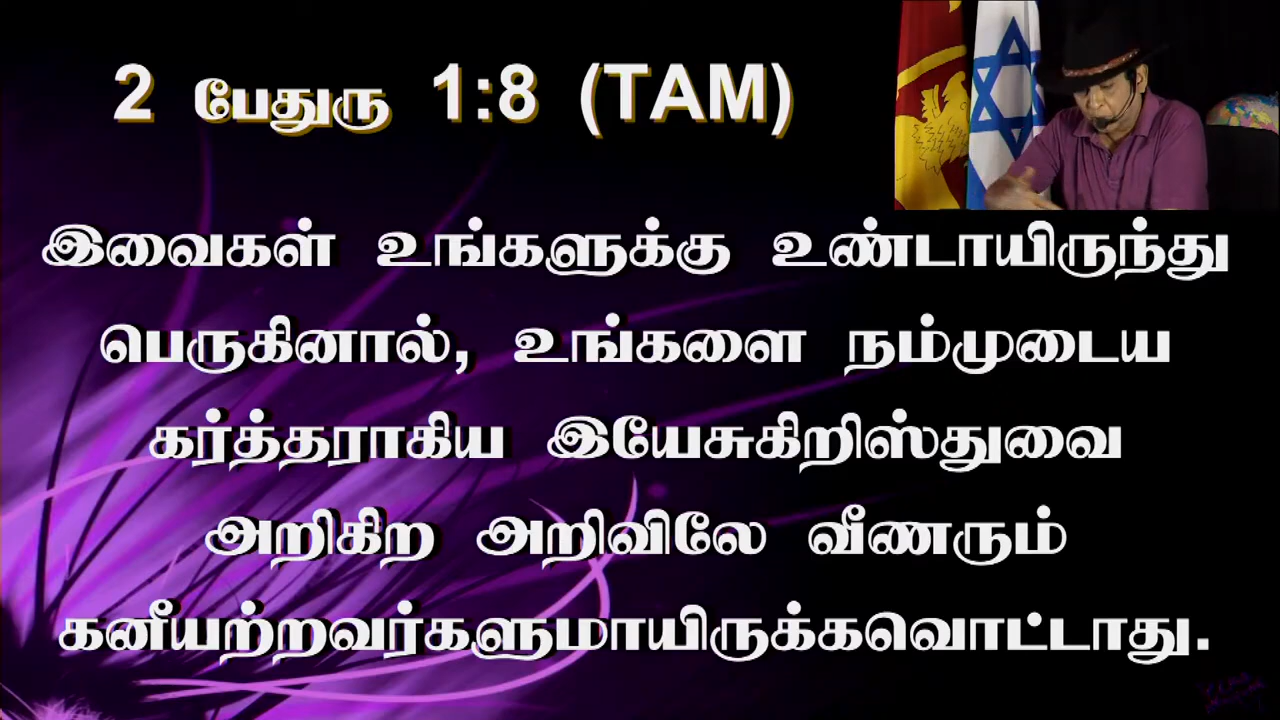 2 பேதுரு 1:8 (TAM)
இவைகள் உங்களுக்கு உண்டாயிருந்து
பெருகினால், உங்களை நம்முடைய
கர்த்தராகிய இயேசுகிறிஸ்துவை
அறிகிற அறிவிலே வீணரும்
கனியற்றவர்களுமாயிருக்கவொட்டாது.